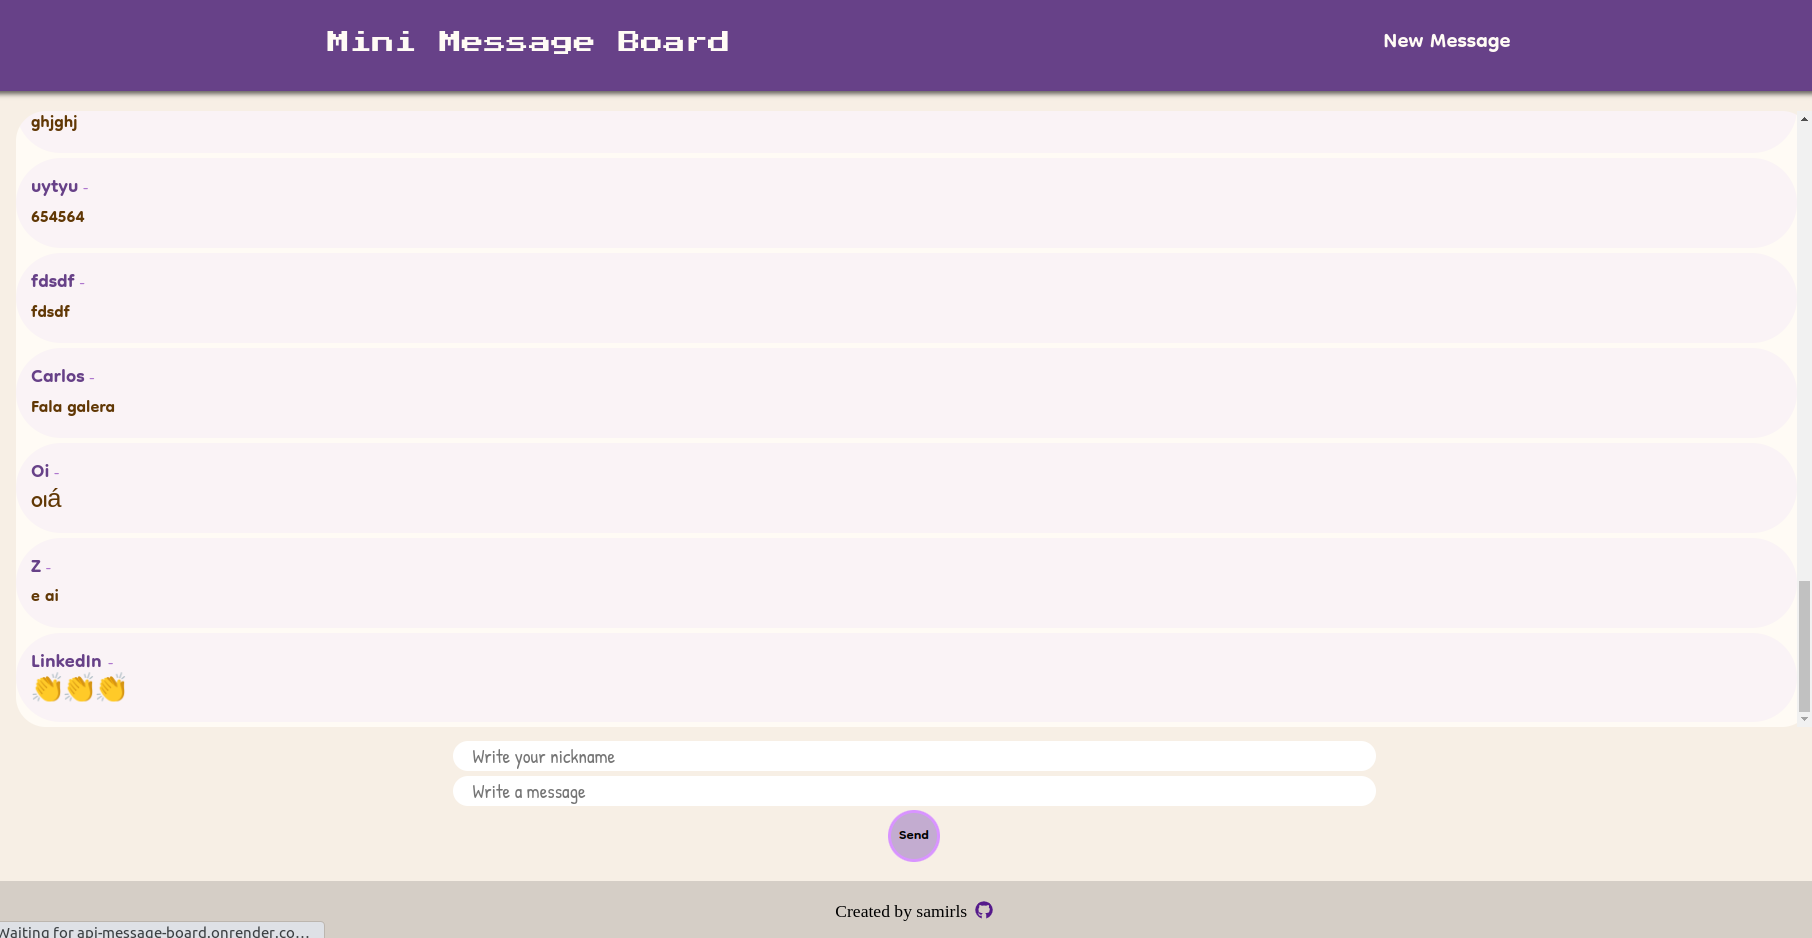 Mini Message Board
New Message
ghjghj
uytyu -
654564
fdsdf -
fdsdf
Carlos -
Fala galera
Oi -
oıá
Z -
e ai
LinkedIn -
👏👏👏
Write your nickname
Write a message
Send
Created by samirls
Waiting for api-message-board.onrender.co...